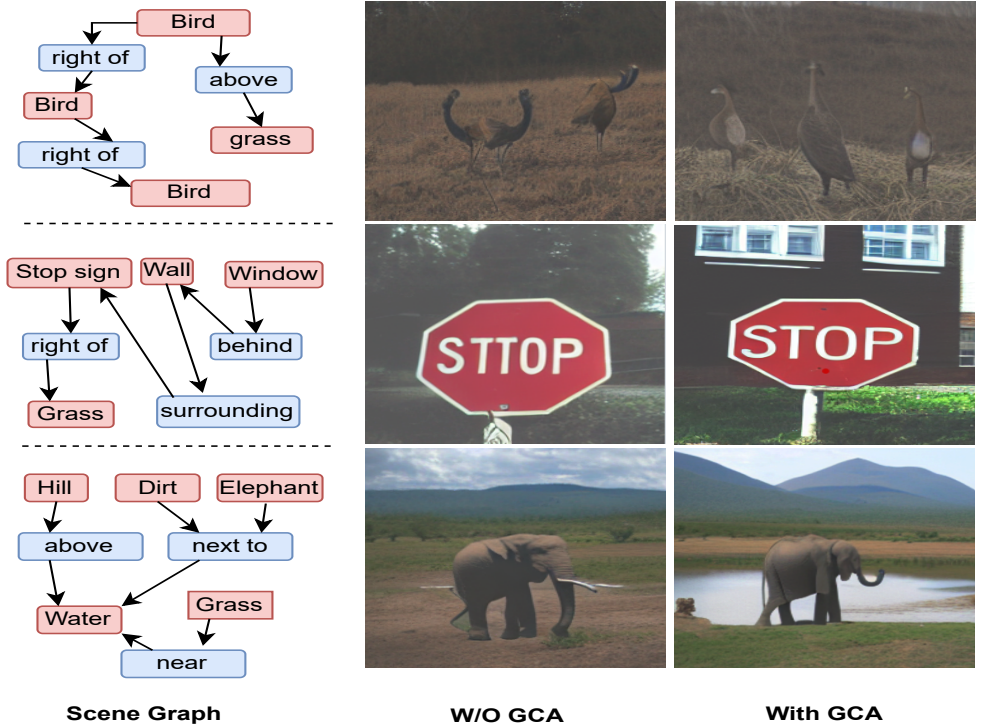 Bird
right of
above
Bird
grass
right of
Bird
Stop sign
Wall
Window
right of
behind
Grass
surrounding
STTOP
STOP
Hill
Dirt
Elephant
above
next to
Water
Grass
near
Scene Graph
W/O GCA
With GCA